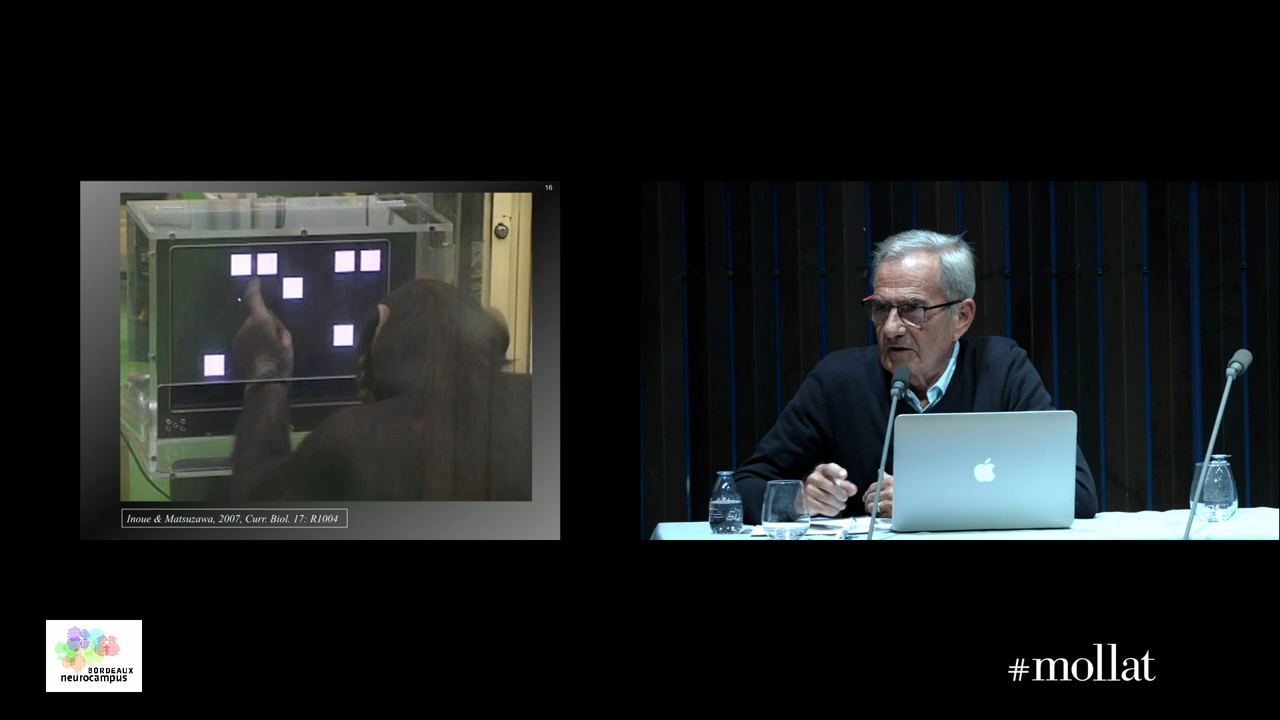 16
Inoue & Matsuzawa, 2007, Curr. Biol. 17: R1004
BORDEAUX
neurocampus
#mollat